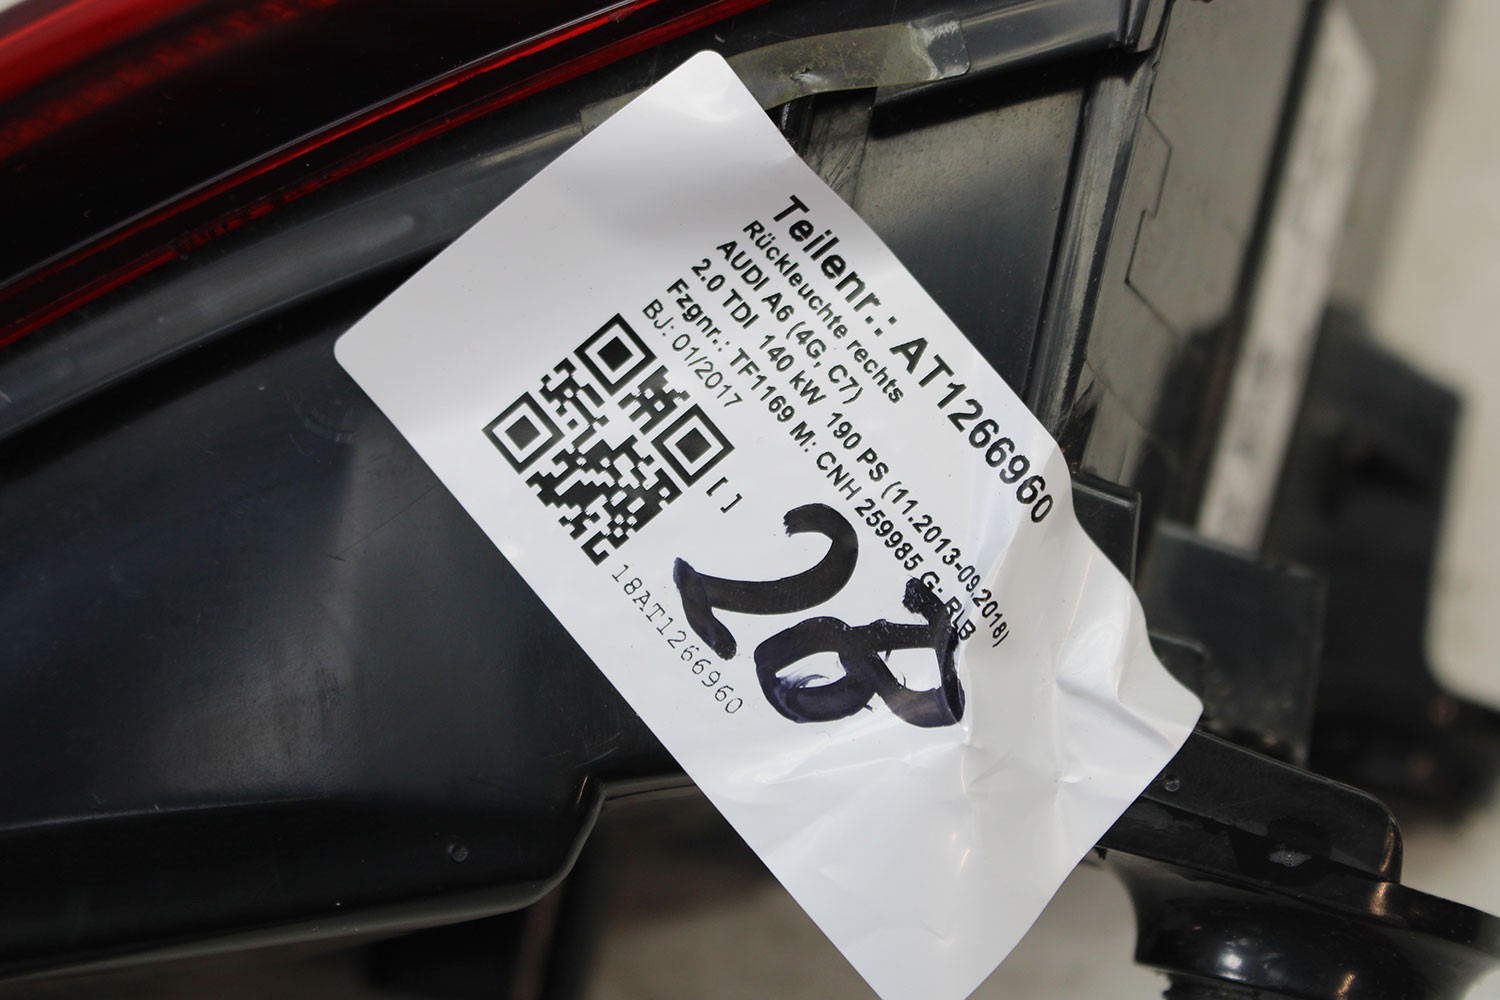 Teilenr.: AT1266960
Rückleuchte rechts
AUDI A6 (4G, C7)
2.0 TDI 140 kW 190 PS (11.2013-09.2018)
Fzgnr.: TF1169 M: CNH 259985 G: RLB
BJ: 01/2017
[ ]
18AT1266960
28